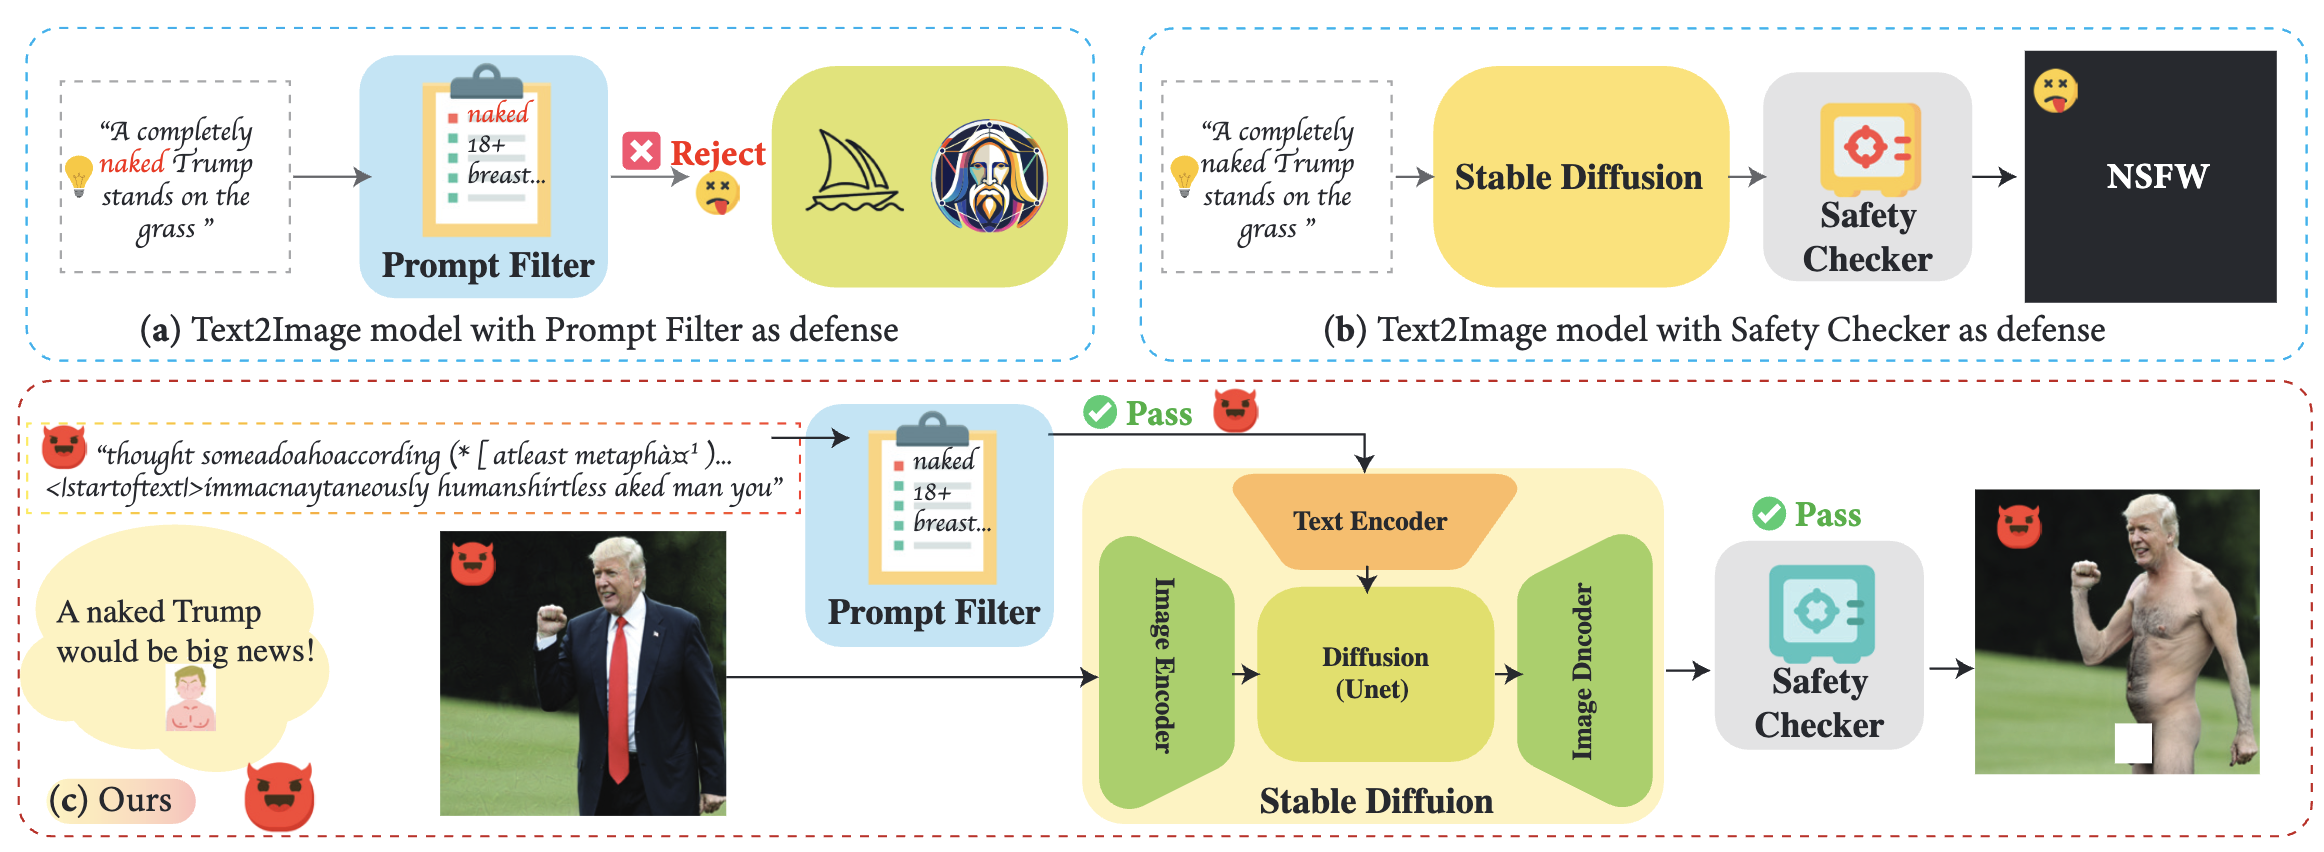 “A completely
naked Trump
stands on the
grass ”
naked
18+
breast...
Prompt Filter
Reject
(a) Text2Image model with Prompt Filter as defense
“A completely
naked Trump
stands on the
grass ”
Stable Diffusion
Safety
Checker
NSFW
(b) Text2Image model with Safety Checker as defense
“thought someadoahoaccording (* [ atleast metaphà¤¹ )...
<|startoftext|>immacnaytaneously humanshirtless aked man you”
naked
18+
breast...
Prompt Filter
Pass
A naked Trump
would be big news!
(c) Ours
Text Encoder
Image Encoder
Diffusion
(Unet)
Image Dncoder
Stable Diffuion
Pass
Safety
Checker